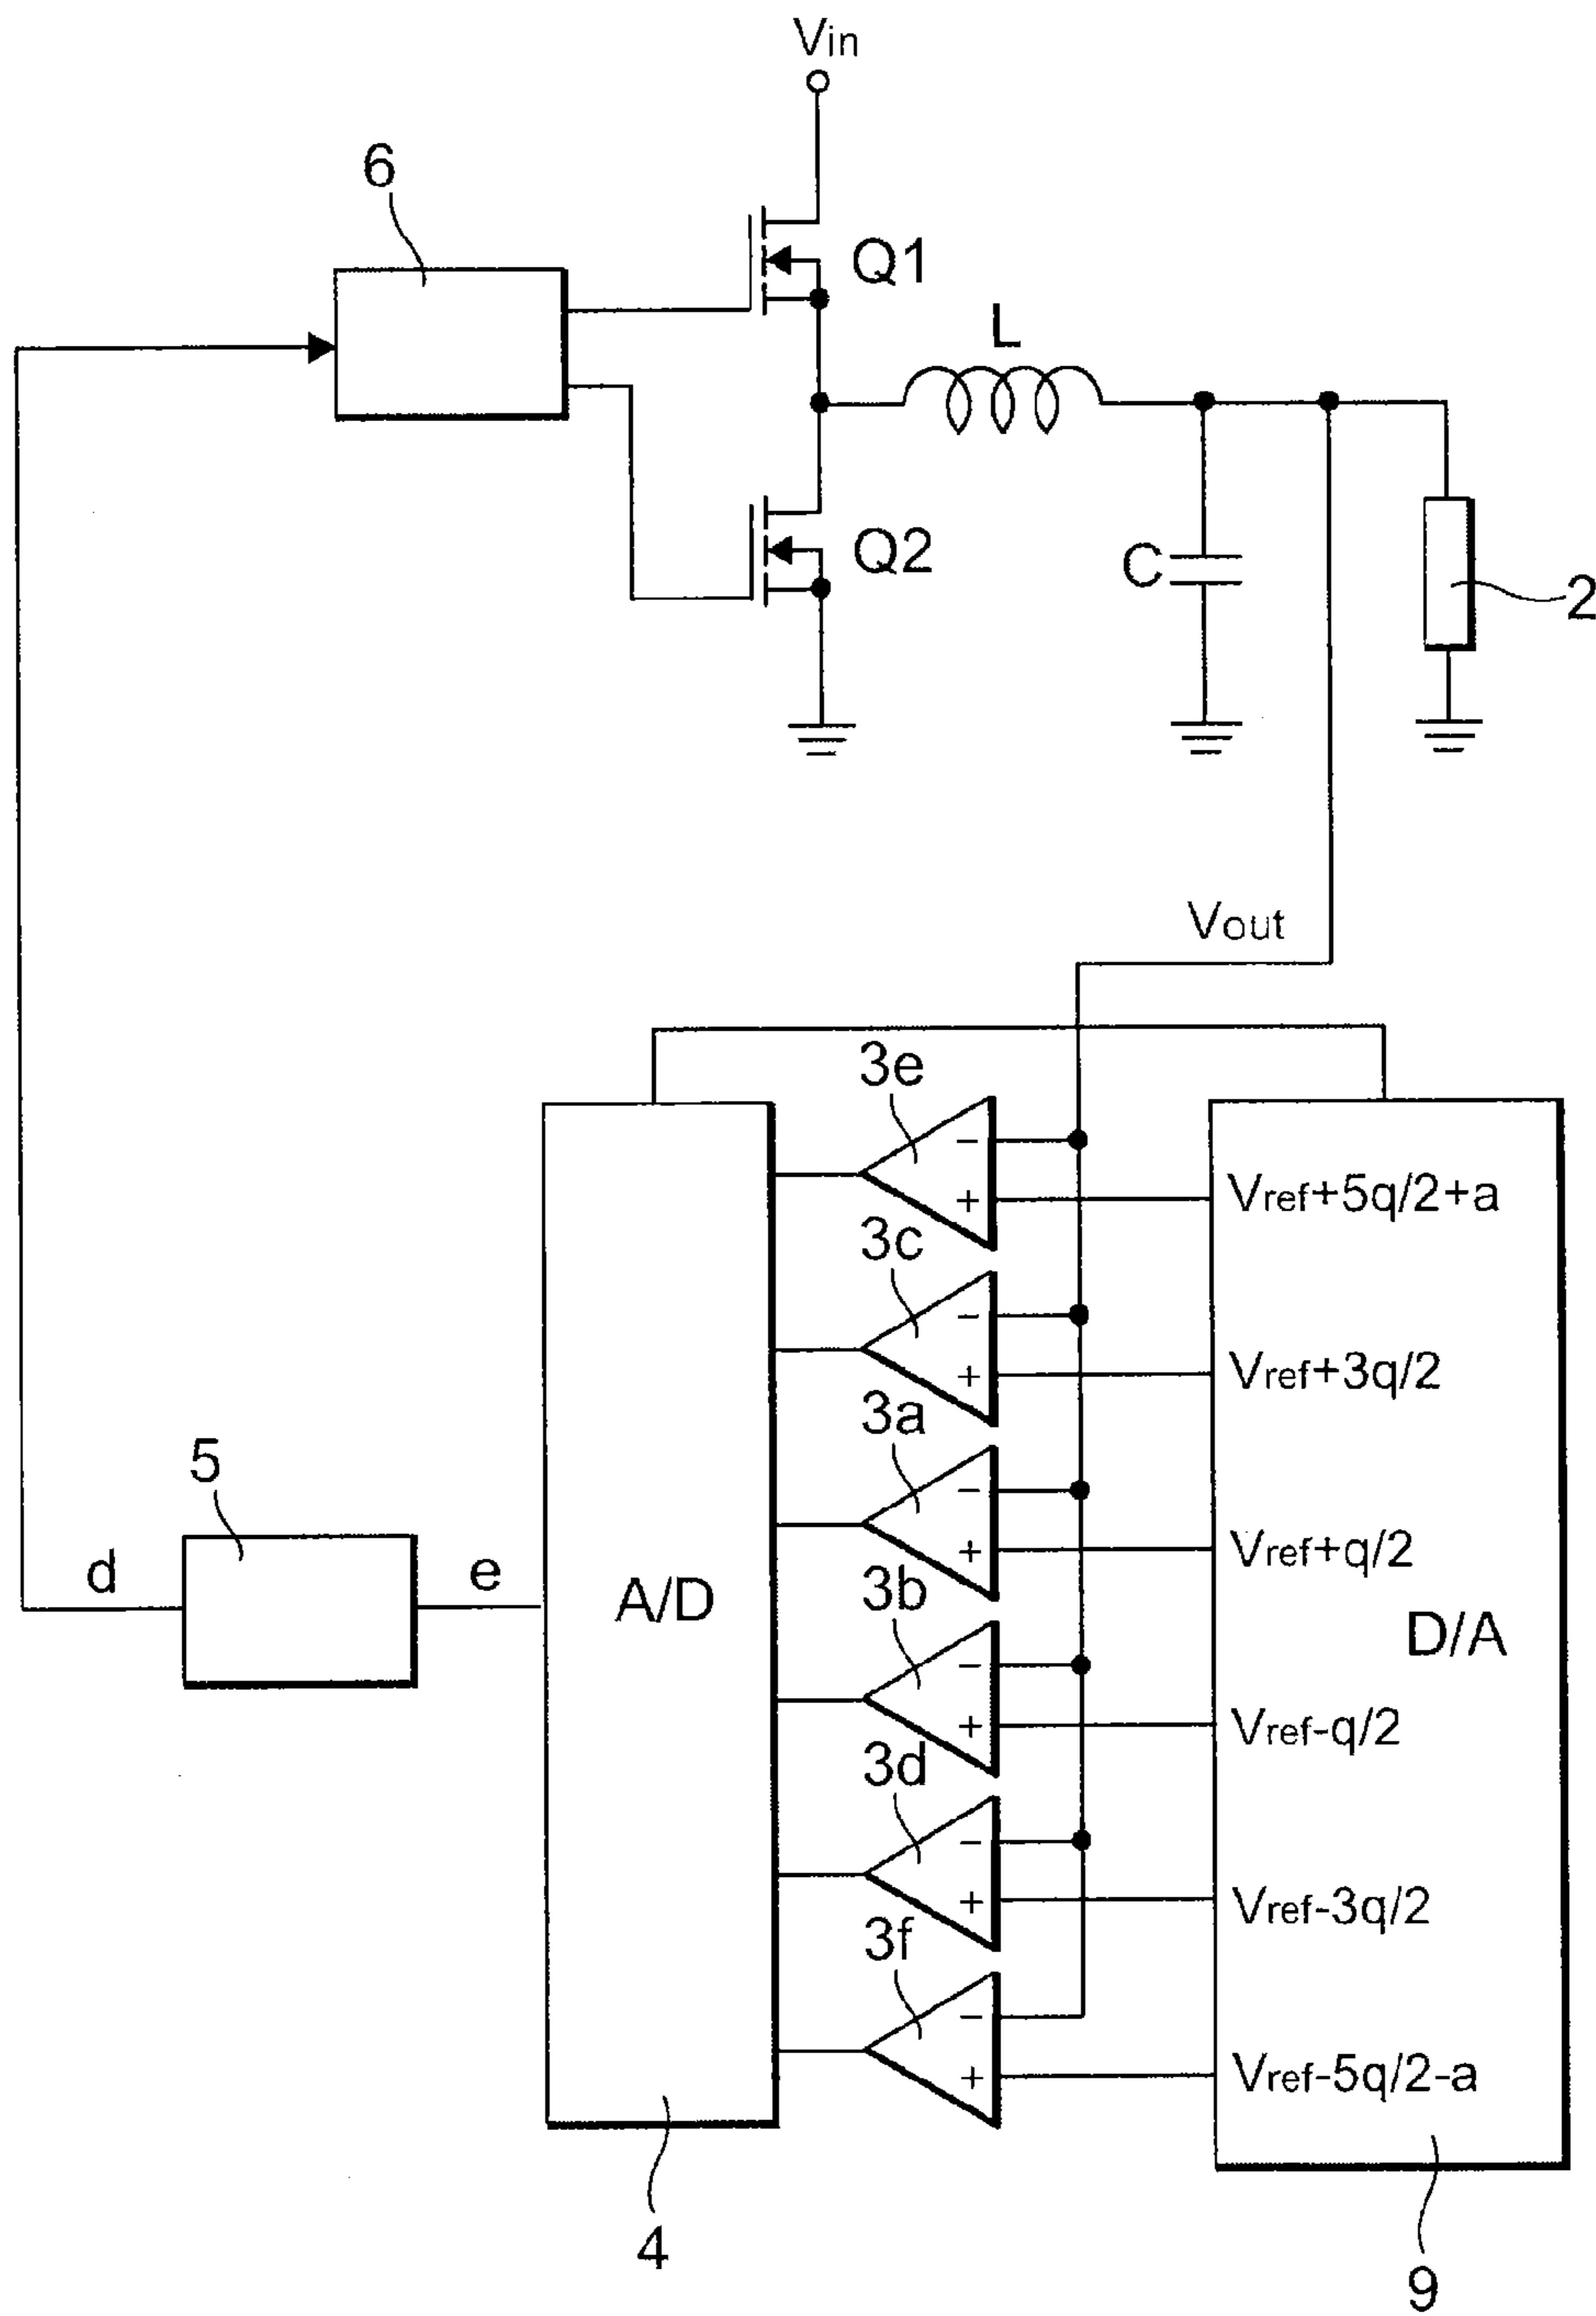 Vin
6
Q1
L
Q2
C
2
Vout
3e
−
+
Vref+5q/2+a
3c
−
+
Vref+3q/2
3a
−
+
Vref+q/2
5
d
e
A/D
3b
−
+
Vref-q/2
D/A
3d
−
+
Vref-3q/2
3f
−
+
Vref-5q/2-a
4
9